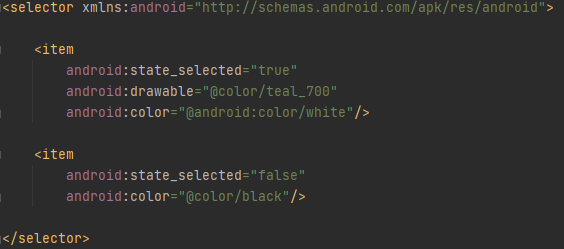 <selector xmlns:android="http://schemas.android.com/apk/res/android">
<item
android:state_selected="true"
android:drawable="@color/teal_700"
android:color="@android:color/white"/>
<item
android:state_selected="false"
android:color="@color/black"/>
</selector>